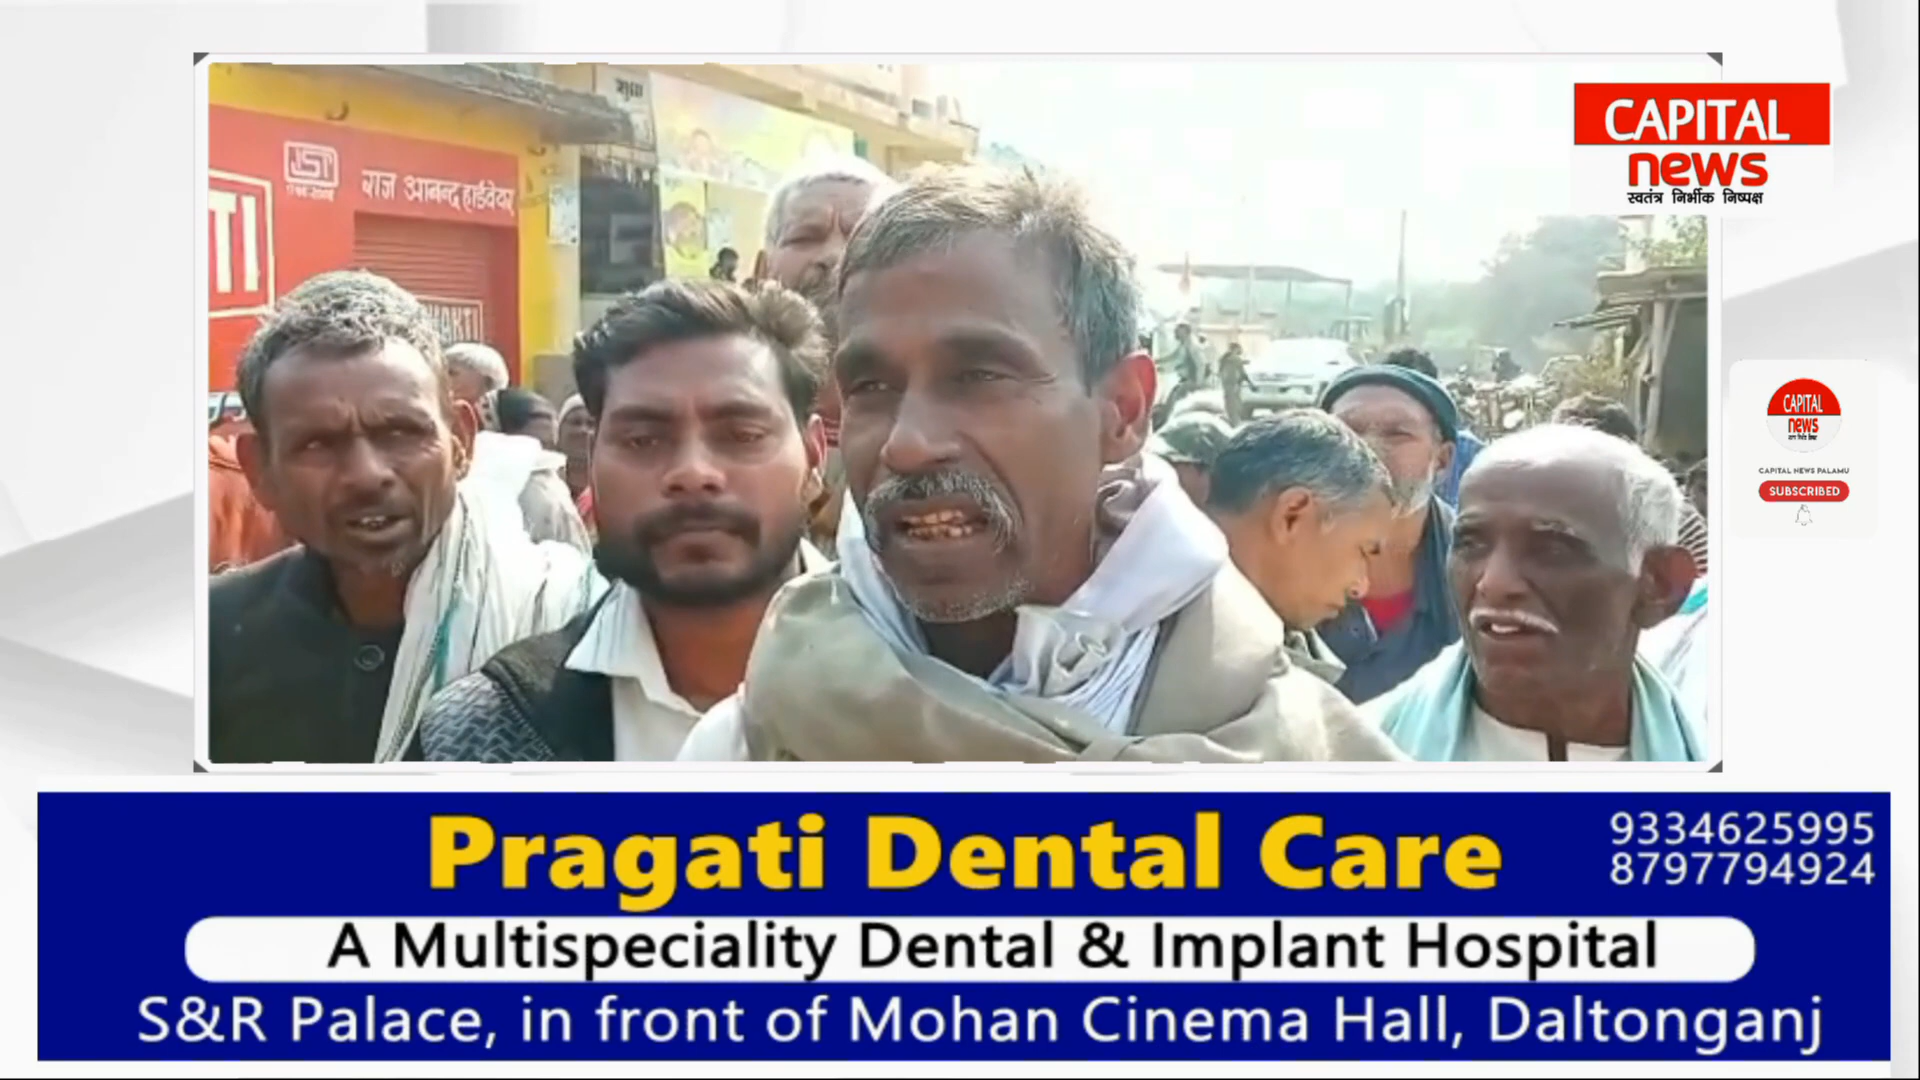 CAPITAL
news
स्वतंत्र निर्भीक निष्पक्ष
राज आनन्द हार्डवेयर
CAPITAL
news
CAPITAL NEWS PALAMU
SUBSCRIBED
Pragati Dental Care
9334625995
8797794924
A Multispeciality Dental & Implant Hospital
S&R Palace, in front of Mohan Cinema Hall, Daltonganj